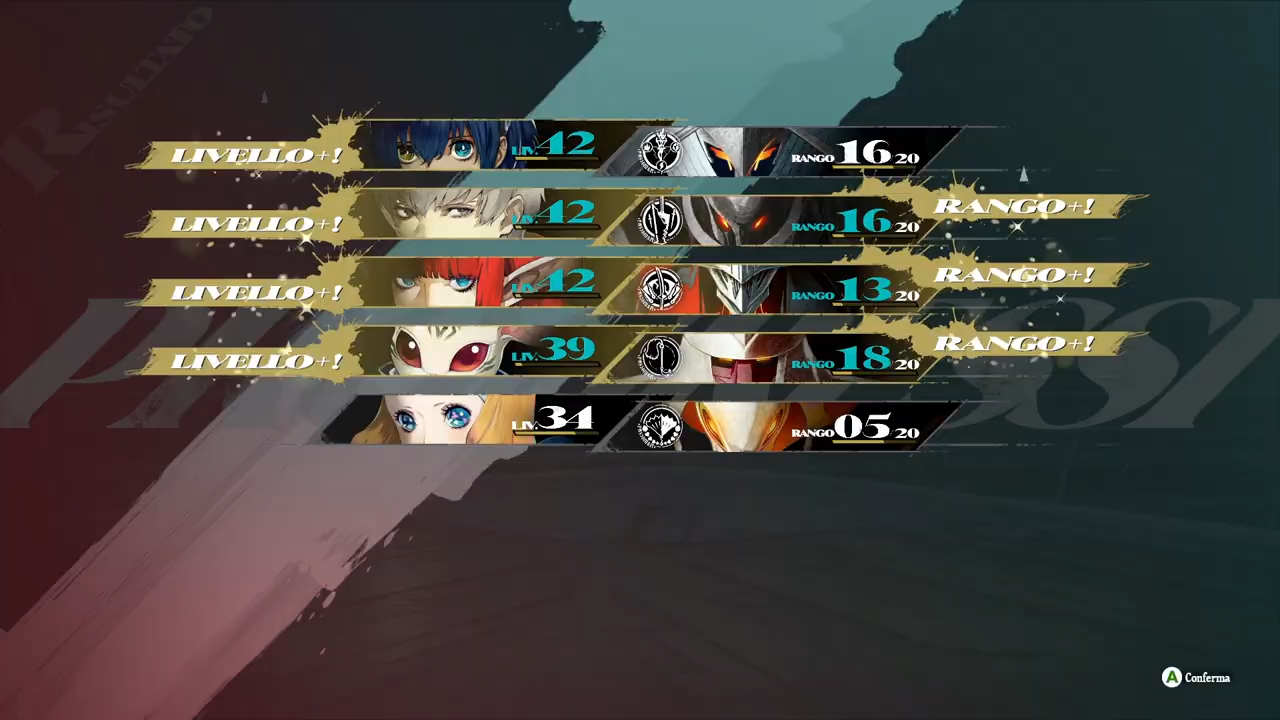 RISULTATO
LIVELLO+! LIV. 42 RANGO 16/20
LIVELLO+! LIV. 42 RANGO 16/20 RANGO+!
LIVELLO+! LIV. 42 RANGO 13/20 RANGO+!
LIVELLO+! LIV. 39 RANGO 18/20 RANGO+!
LIV. 34 RANGO 05/20
A Conferma